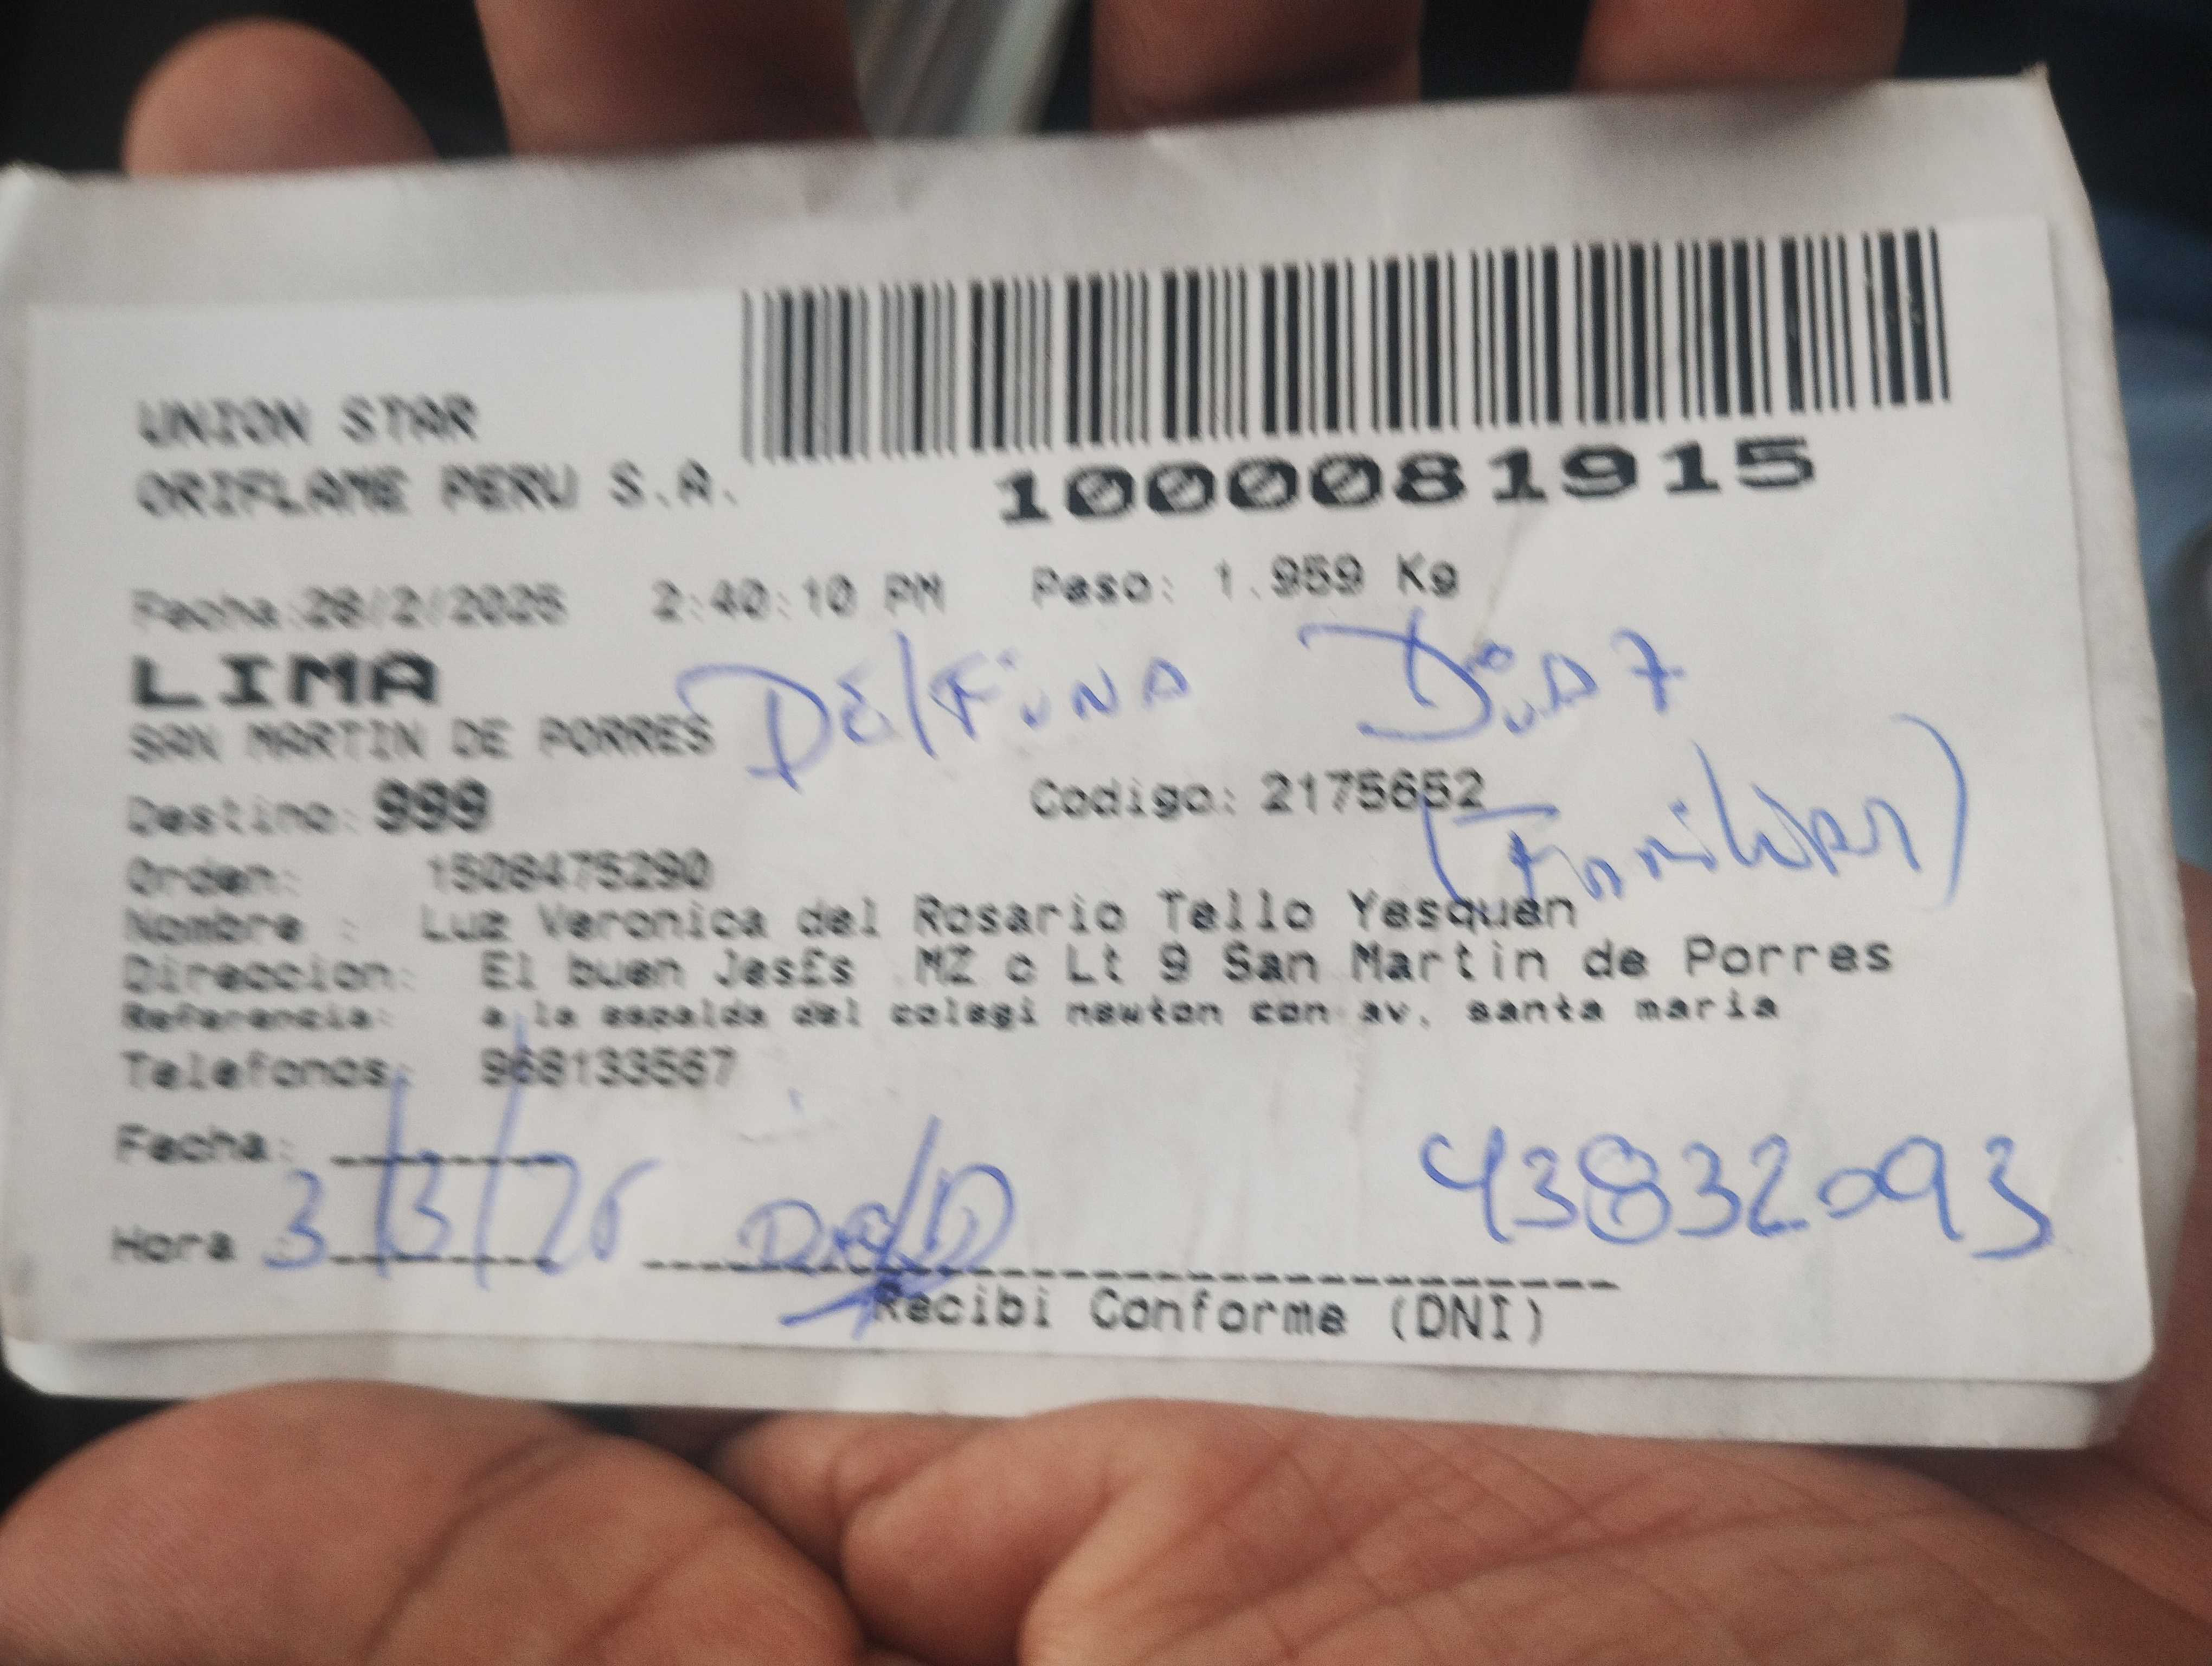 UNION STAR
ORIFLAME PERU S.A.
1000081915
Fecha:28/2/2025 2:40:10 PM Peso: 1.959 Kg
LIMA
SAN MARTIN DE PORRES
DElFiNA DiAZ
Destino: 999 Codigo: 2175652
(FAmiliAR)
Orden: 1508475290
Nombre : Luz Veronica del Rosario Tello Yesquen
Direccion: El buen Jes£s MZ c Lt 9 San Martin de Porres
Referencia: a la espalda del colegi newton con av. santa maria
Telefonos: 968133567
Fecha:
43832093
Hora 3/3/25
Recibi Conforme (DNI)